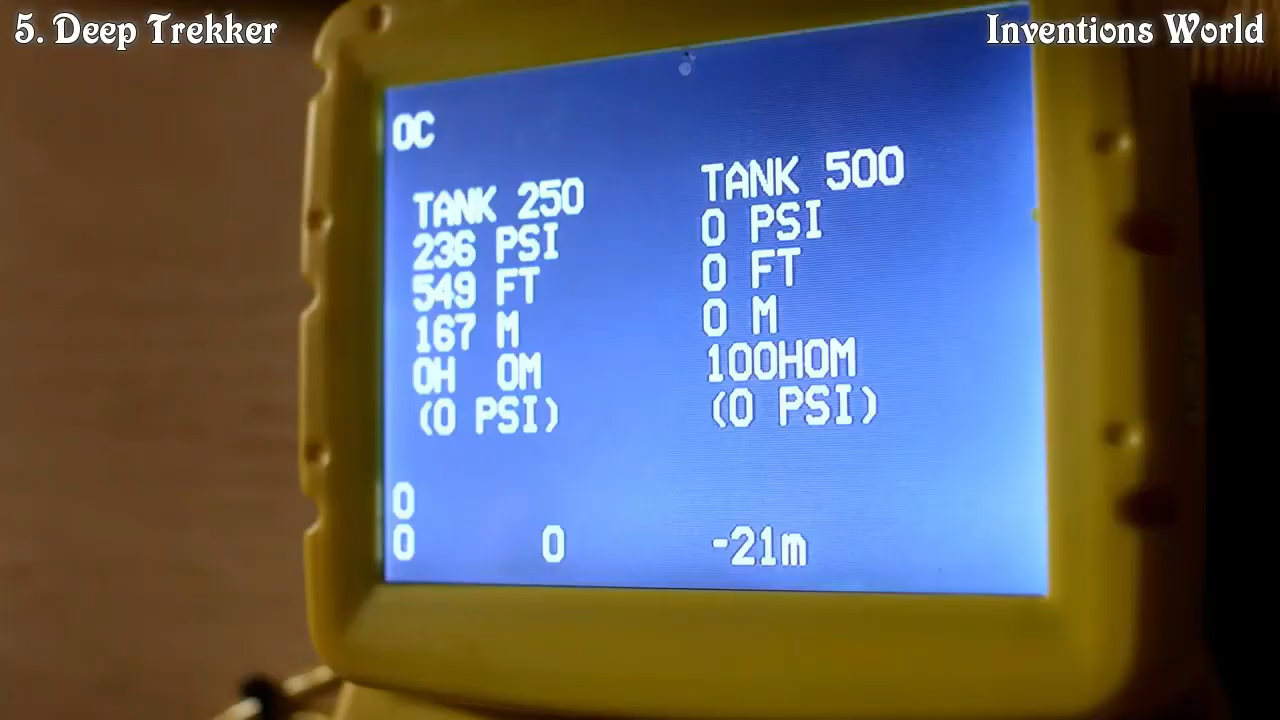 5. Deep Trekker
Inventions World
0C
TANK 250
236 PSI
549 FT
167 M
0H 0M
(0 PSI)
TANK 500
0 PSI
0 FT
0 M
100H0M
(0 PSI)
0
0 0 -21m